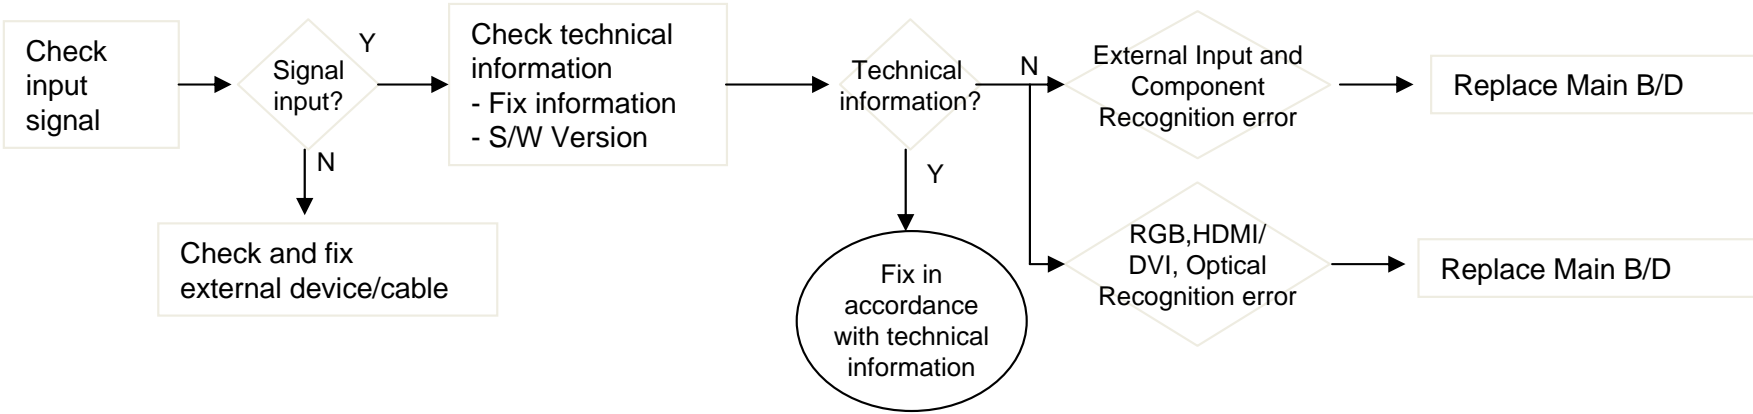 Check
input
signal
Signal
input?
Y
N
Check and fix
external device/cable
Check technical
information
- Fix information
- S/W Version
Technical
information?
N
Y
Fix in
accordance
with technical
information
External Input and
Component
Recognition error
Replace Main B/D
RGB,HDMI/
DVI, Optical
Recognition error
Replace Main B/D